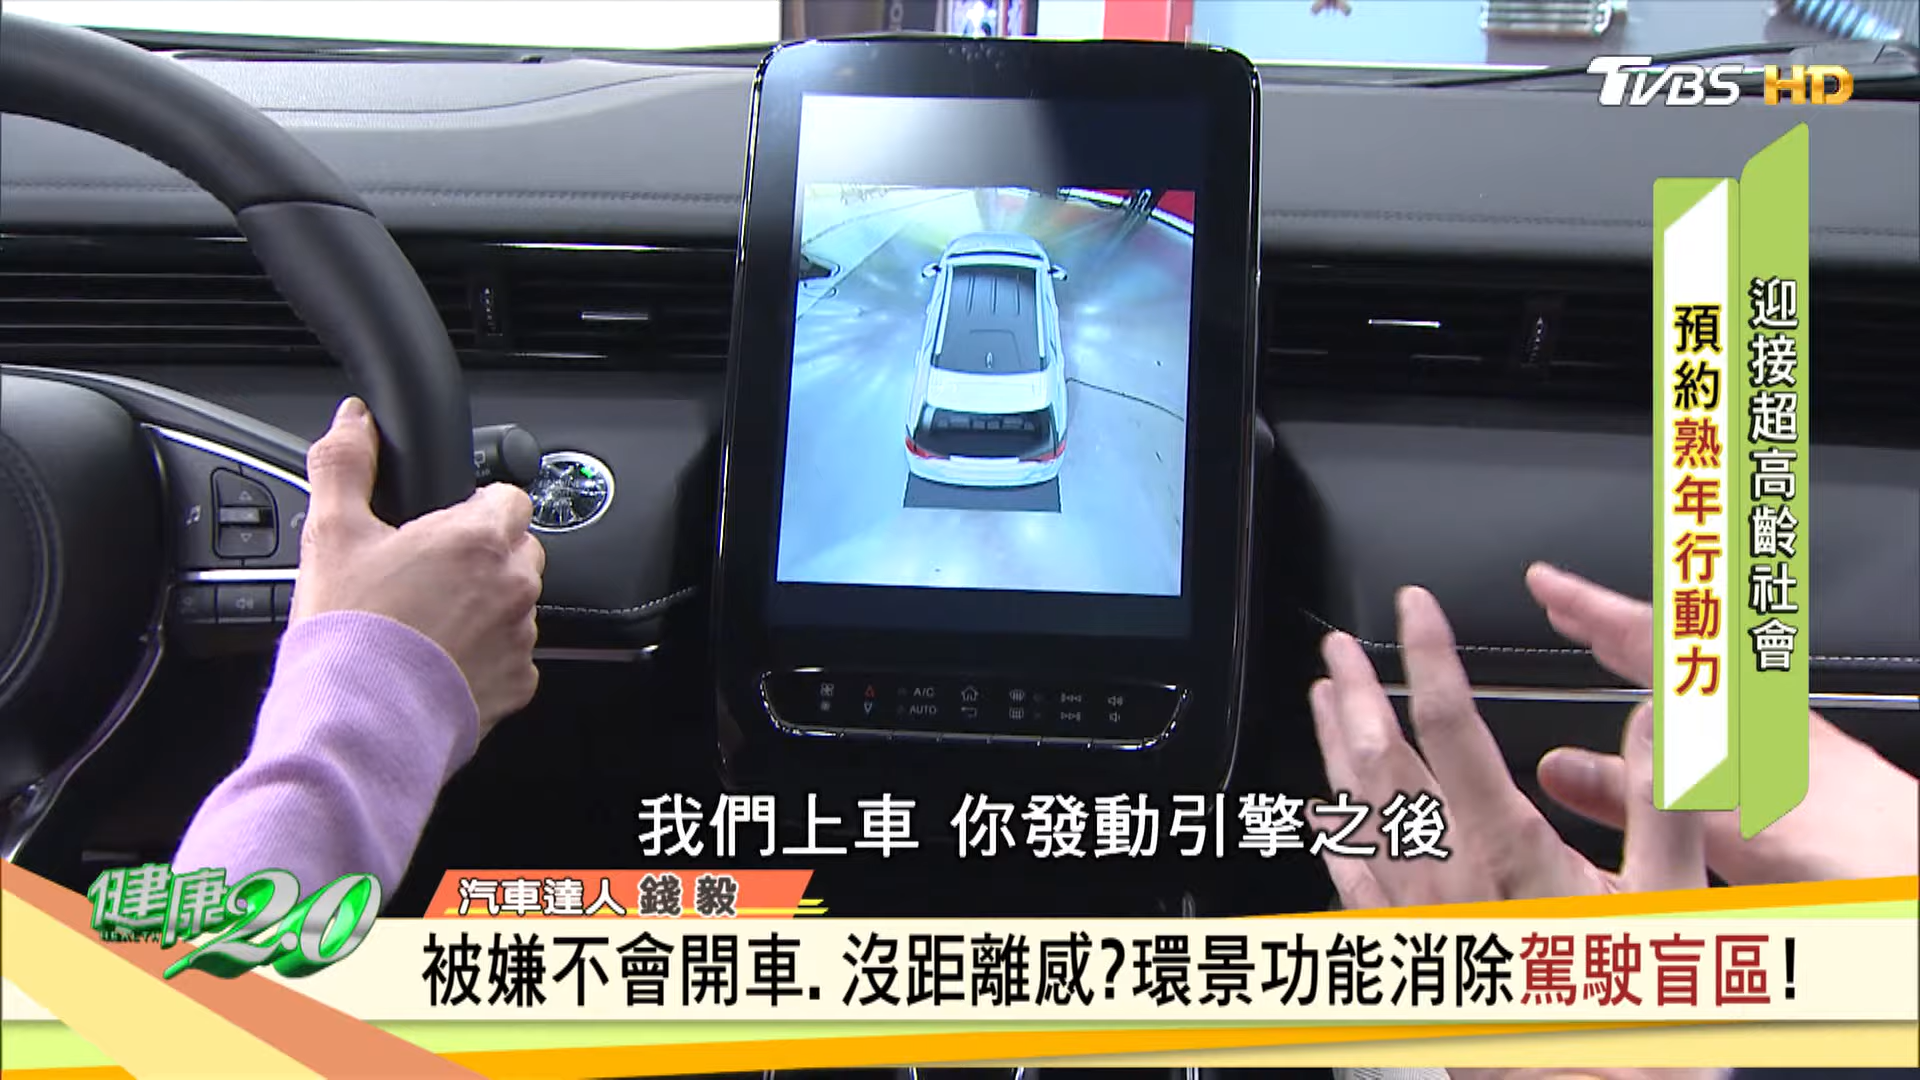 TVBS HD
迎接超高齡社會
預約熟年行動力
A/C
AUTO
我們上車 你發動引擎之後
健康2.0
HEALTH
汽車達人 錢 毅
被嫌不會開車.沒距離感?環景功能消除駕駛盲區!